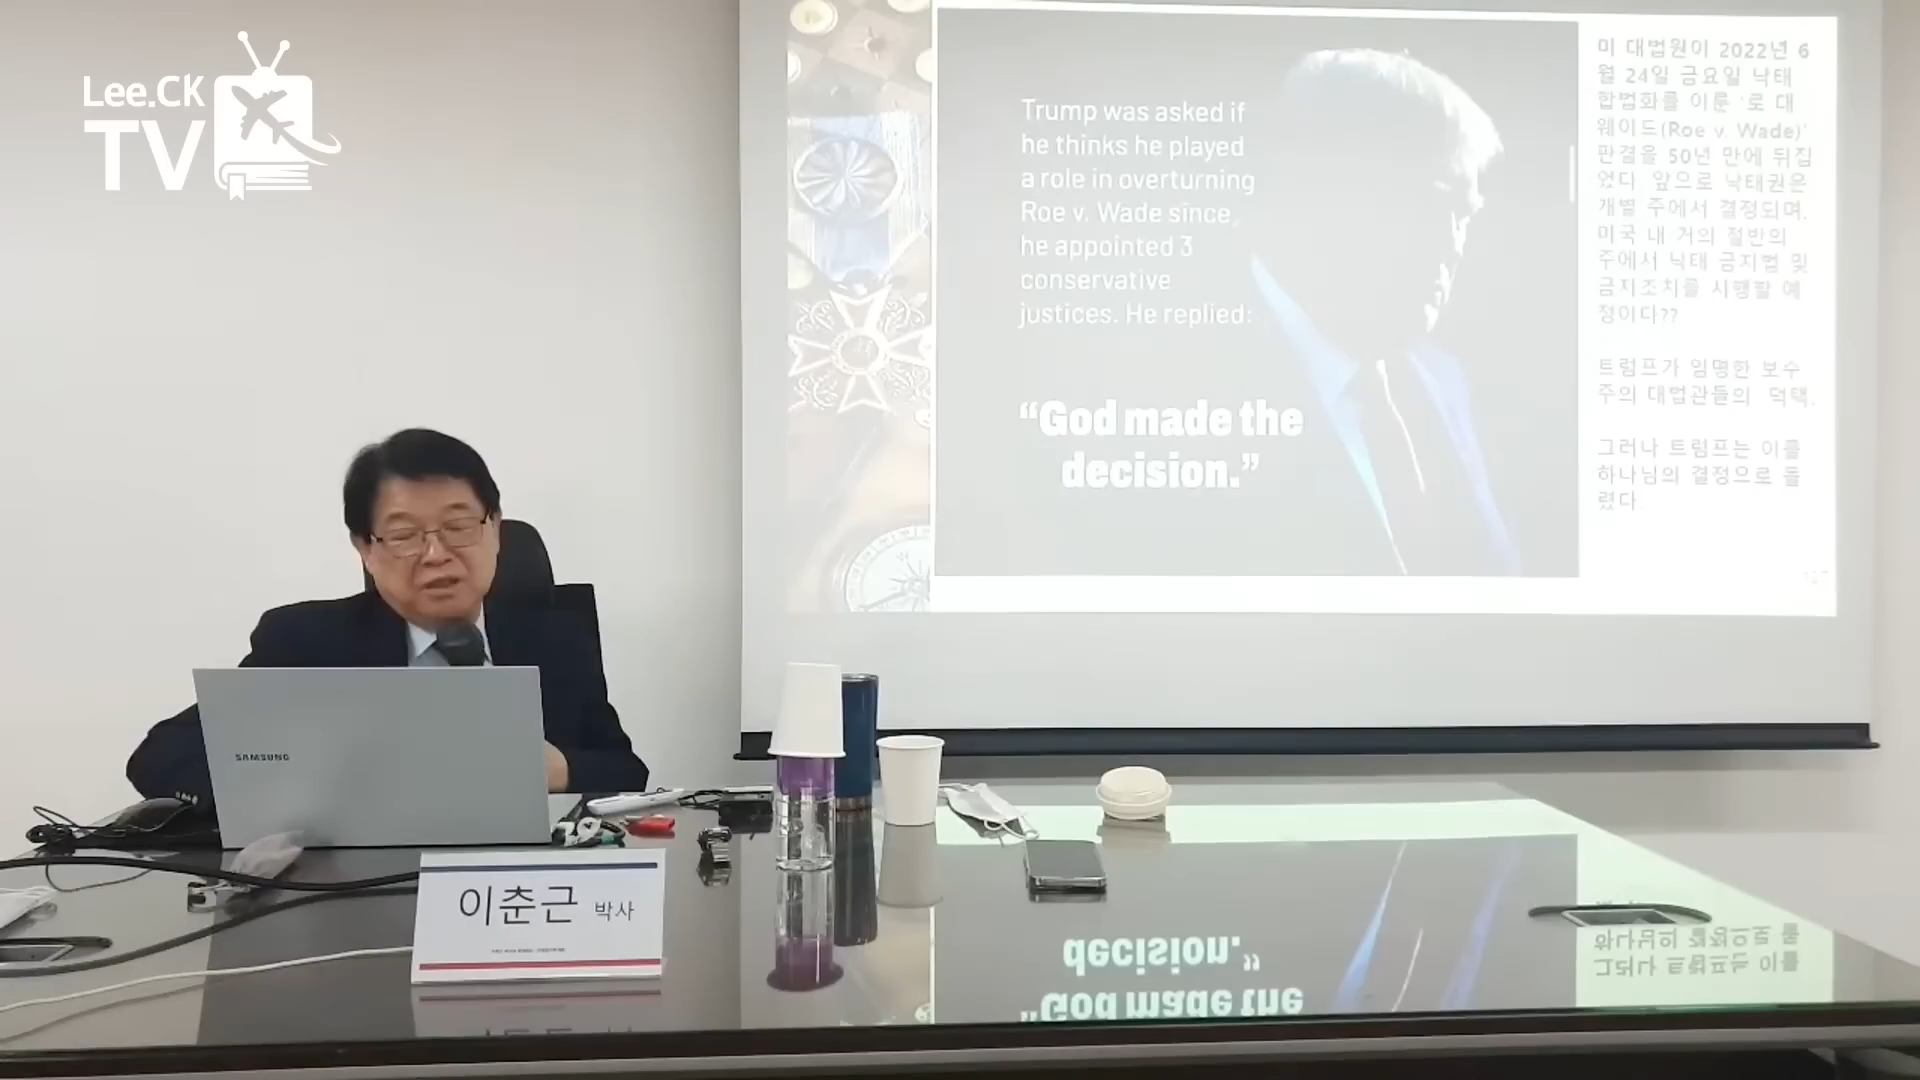 Lee.CK
TV
Trump was asked if
he thinks he played
a role in overturning
Roe v. Wade since,
he appointed 3
conservative
justices. He replied:
“God made the
decision.”
미 대법원이 2022년 6
월 24일 금요일 낙태
합법화를 이룬 '로 대
웨이드(Roe v. Wade)'
판결을 50년 만에 뒤집
었다. 앞으로 낙태권은
개별 주에서 결정되며,
미국 내 거의 절반의
주에서 낙태 금지법 및
금지조치를 시행할 예
정이다??
트럼프가 임명한 보수
주의 대법관들의 덕택.
그러나 트럼프는 이를
하나님의 결정으로 돌
렸다.
SAMSUNG
이춘근 박사